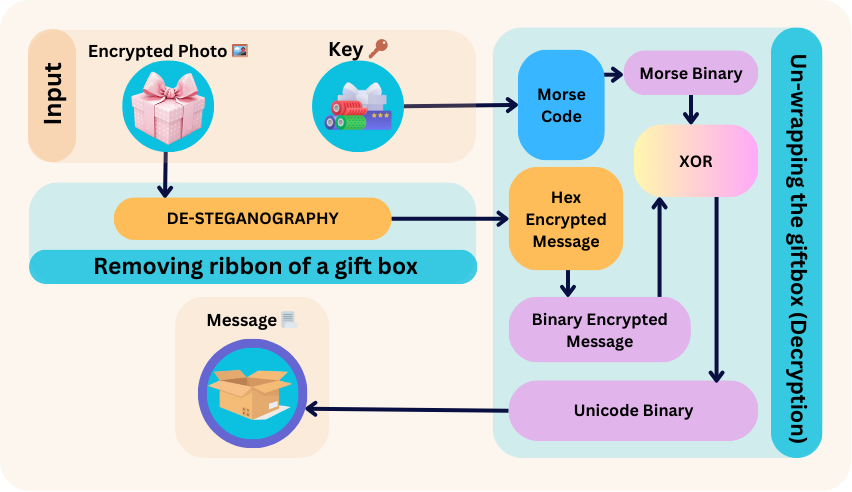 Input
Encrypted Photo
Key
DE-STEGANOGRAPHY
Removing ribbon of a gift box
Message
Morse
Code
Morse Binary
XOR
Hex
Encrypted
Message
Binary Encrypted
Message
Unicode Binary
Un-wrapping the giftbox (Decryption)